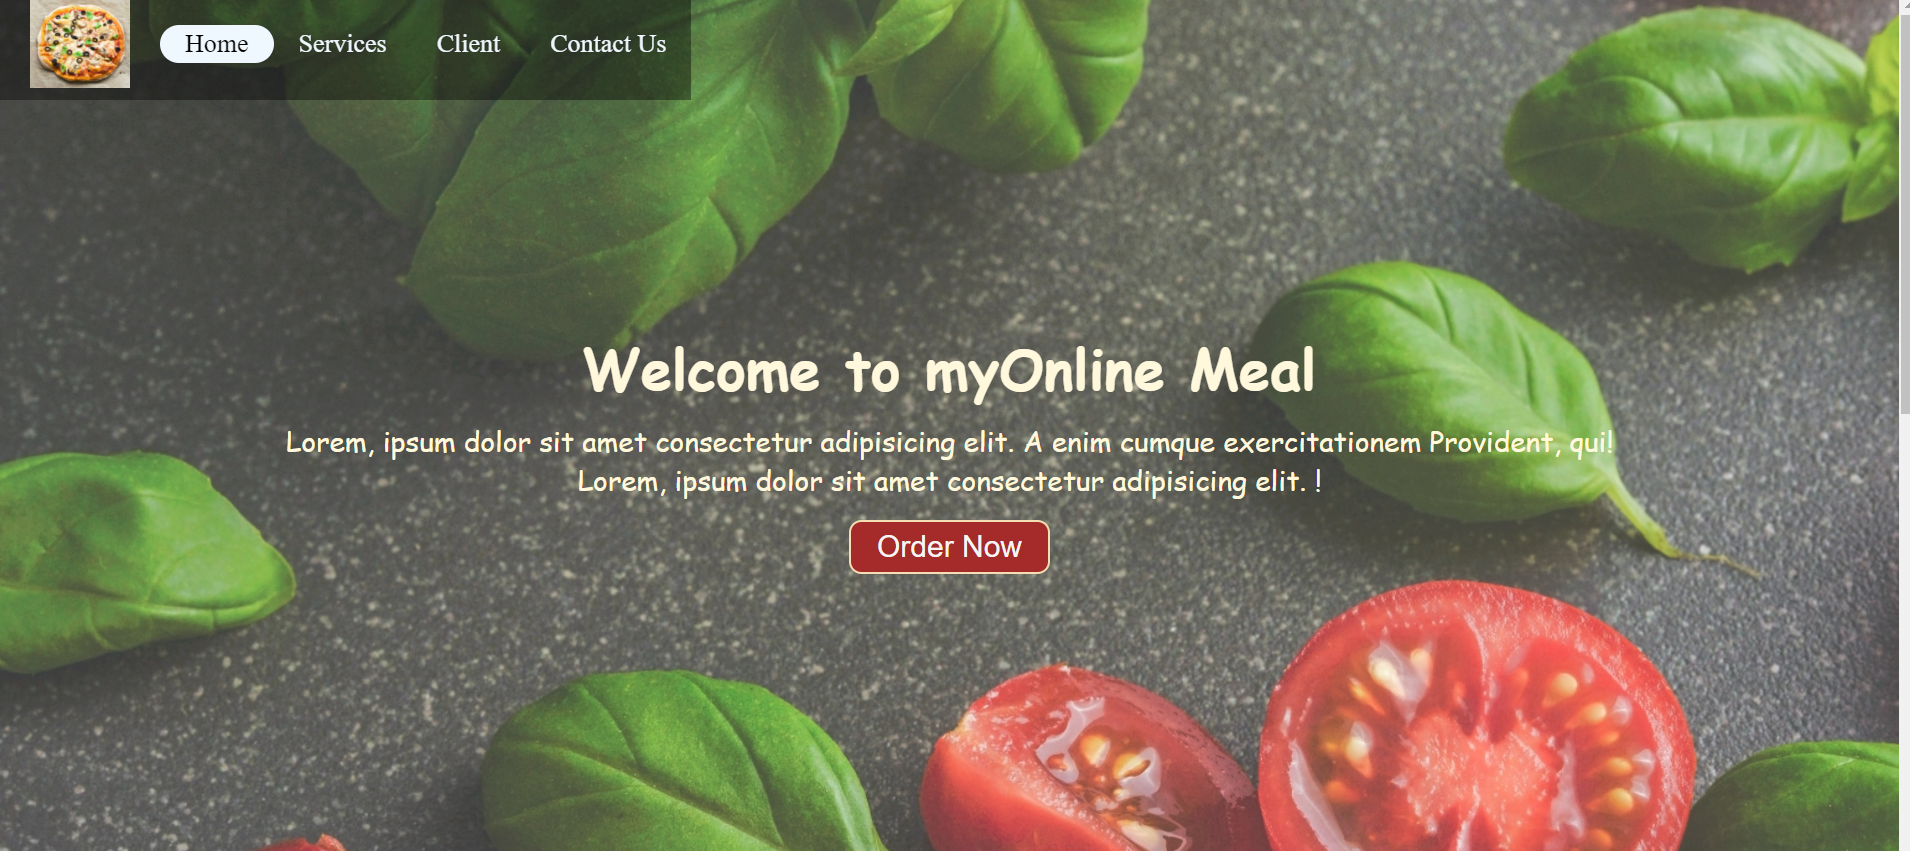 Home Services Client Contact Us
Welcome to myOnline Meal
Lorem, ipsum dolor sit amet consectetur adipisicing elit. A enim cumque exercitationem Provident, qui!
Lorem, ipsum dolor sit amet consectetur adipisicing elit. !
Order Now